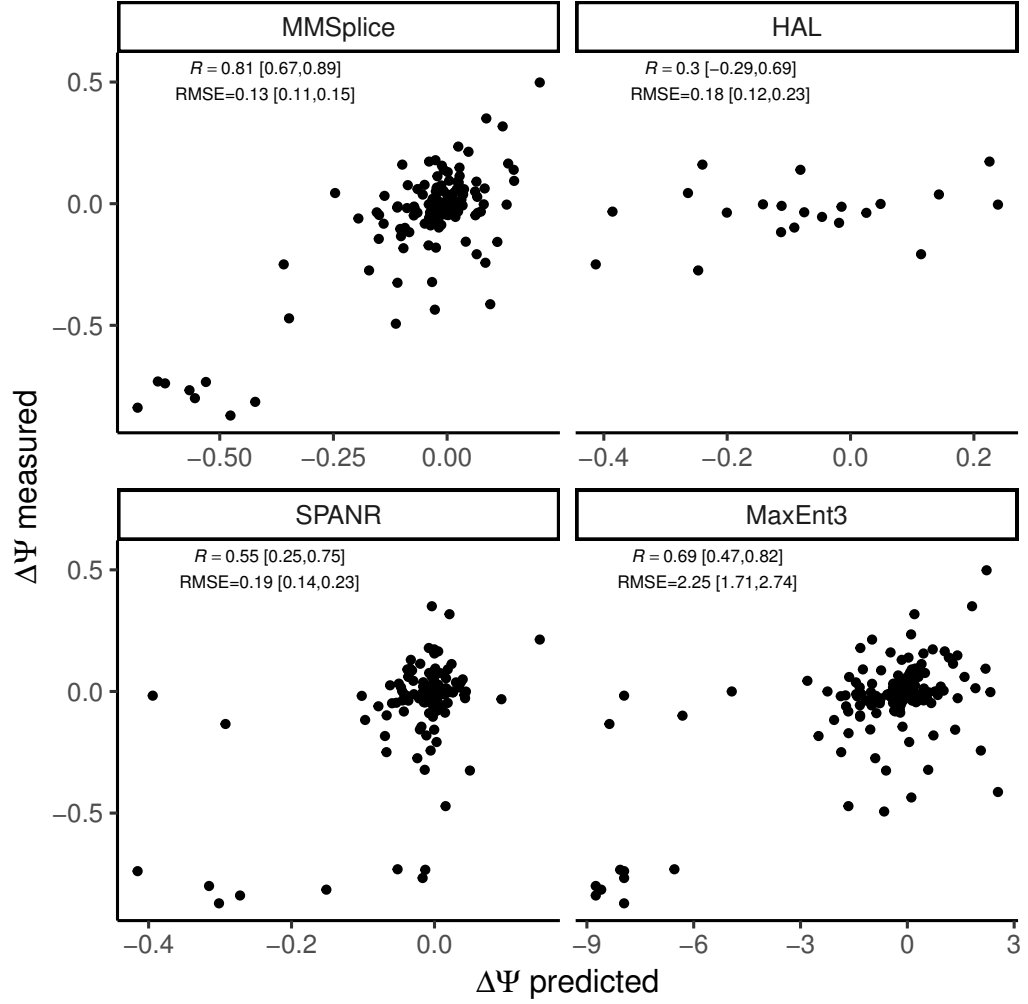 MMSplice
HAL
R = 0.81 [0.67,0.89]
RMSE=0.13 [0.11,0.15]
R = 0.3 [−0.29,0.69]
RMSE=0.18 [0.12,0.23]
0.5
0.0
−0.5
−0.50
−0.25
0.00
−0.4
−0.2
0.0
0.2
ΔΨ measured
SPANR
MaxEnt3
R = 0.55 [0.25,0.75]
RMSE=0.19 [0.14,0.23]
R = 0.69 [0.47,0.82]
RMSE=2.25 [1.71,2.74]
0.5
0.0
−0.5
−0.4
−0.2
0.0
−9
−6
−3
0
3
ΔΨ predicted